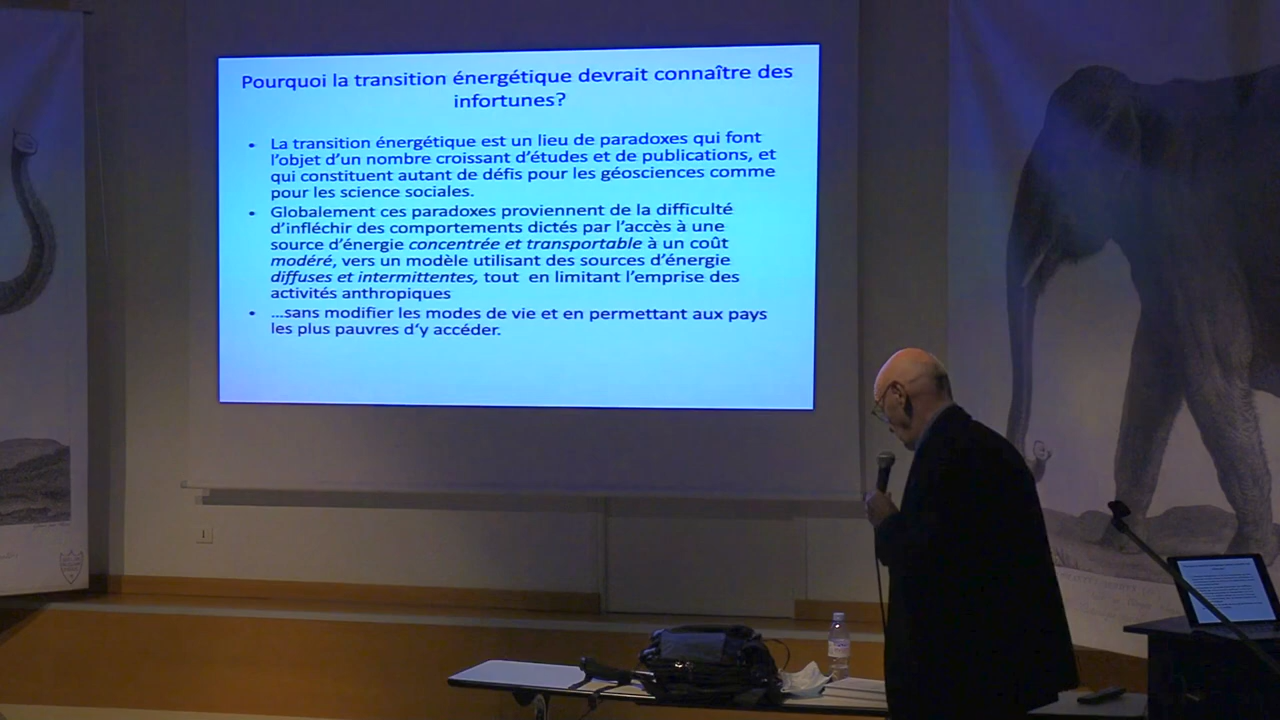 Pourquoi la transition énergétique devrait connaître des
infortunes?
• La transition énergétique est un lieu de paradoxes qui font
l'objet d'un nombre croissant d'études et de publications, et
qui constituent autant de défis pour les géosciences comme
pour les science sociales.
• Globalement ces paradoxes proviennent de la difficulté
d'infléchir des comportements dictés par l'accès à une
source d'énergie concentrée et transportable à un coût
modéré, vers un modèle utilisant des sources d'énergie
diffuses et intermittentes, tout en limitant l'emprise des
activités anthropiques
• …sans modifier les modes de vie et en permettant aux pays
les plus pauvres d'y accéder.